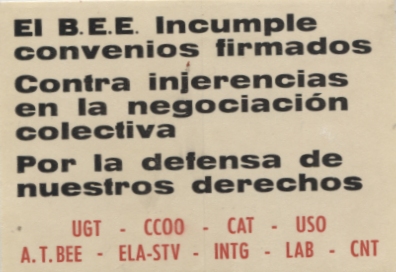 El B.E.E. Incumple
convenios firmados
Contra injerencias
en la negociación
colectiva
Por la defensa de
nuestros derechos
UGT - CCOO - CAT - USO
A.T.BEE - ELA-STV - INTG - LAB - CNT